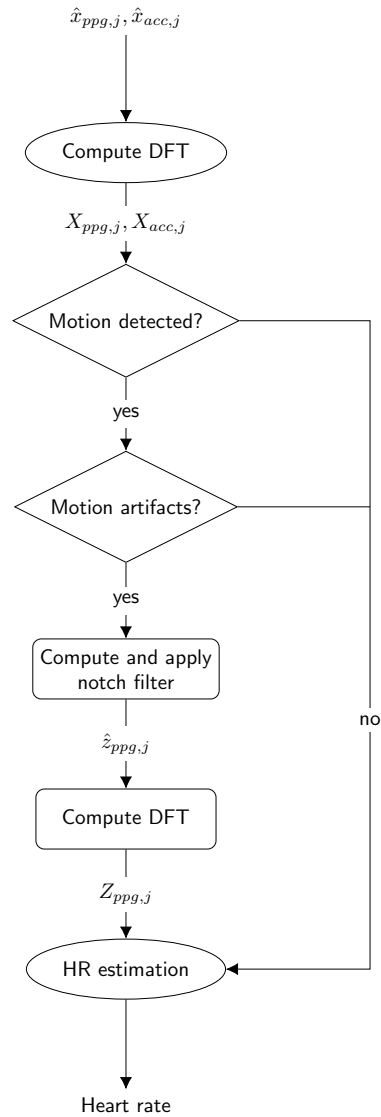 x̂_{ppg,j}, x̂_{acc,j}
Compute DFT
X_{ppg,j}, X_{acc,j}
Motion detected?
yes
Motion artifacts?
yes
Compute and apply
notch filter
no
ẑ_{ppg,j}
Compute DFT
Z_{ppg,j}
HR estimation
Heart rate